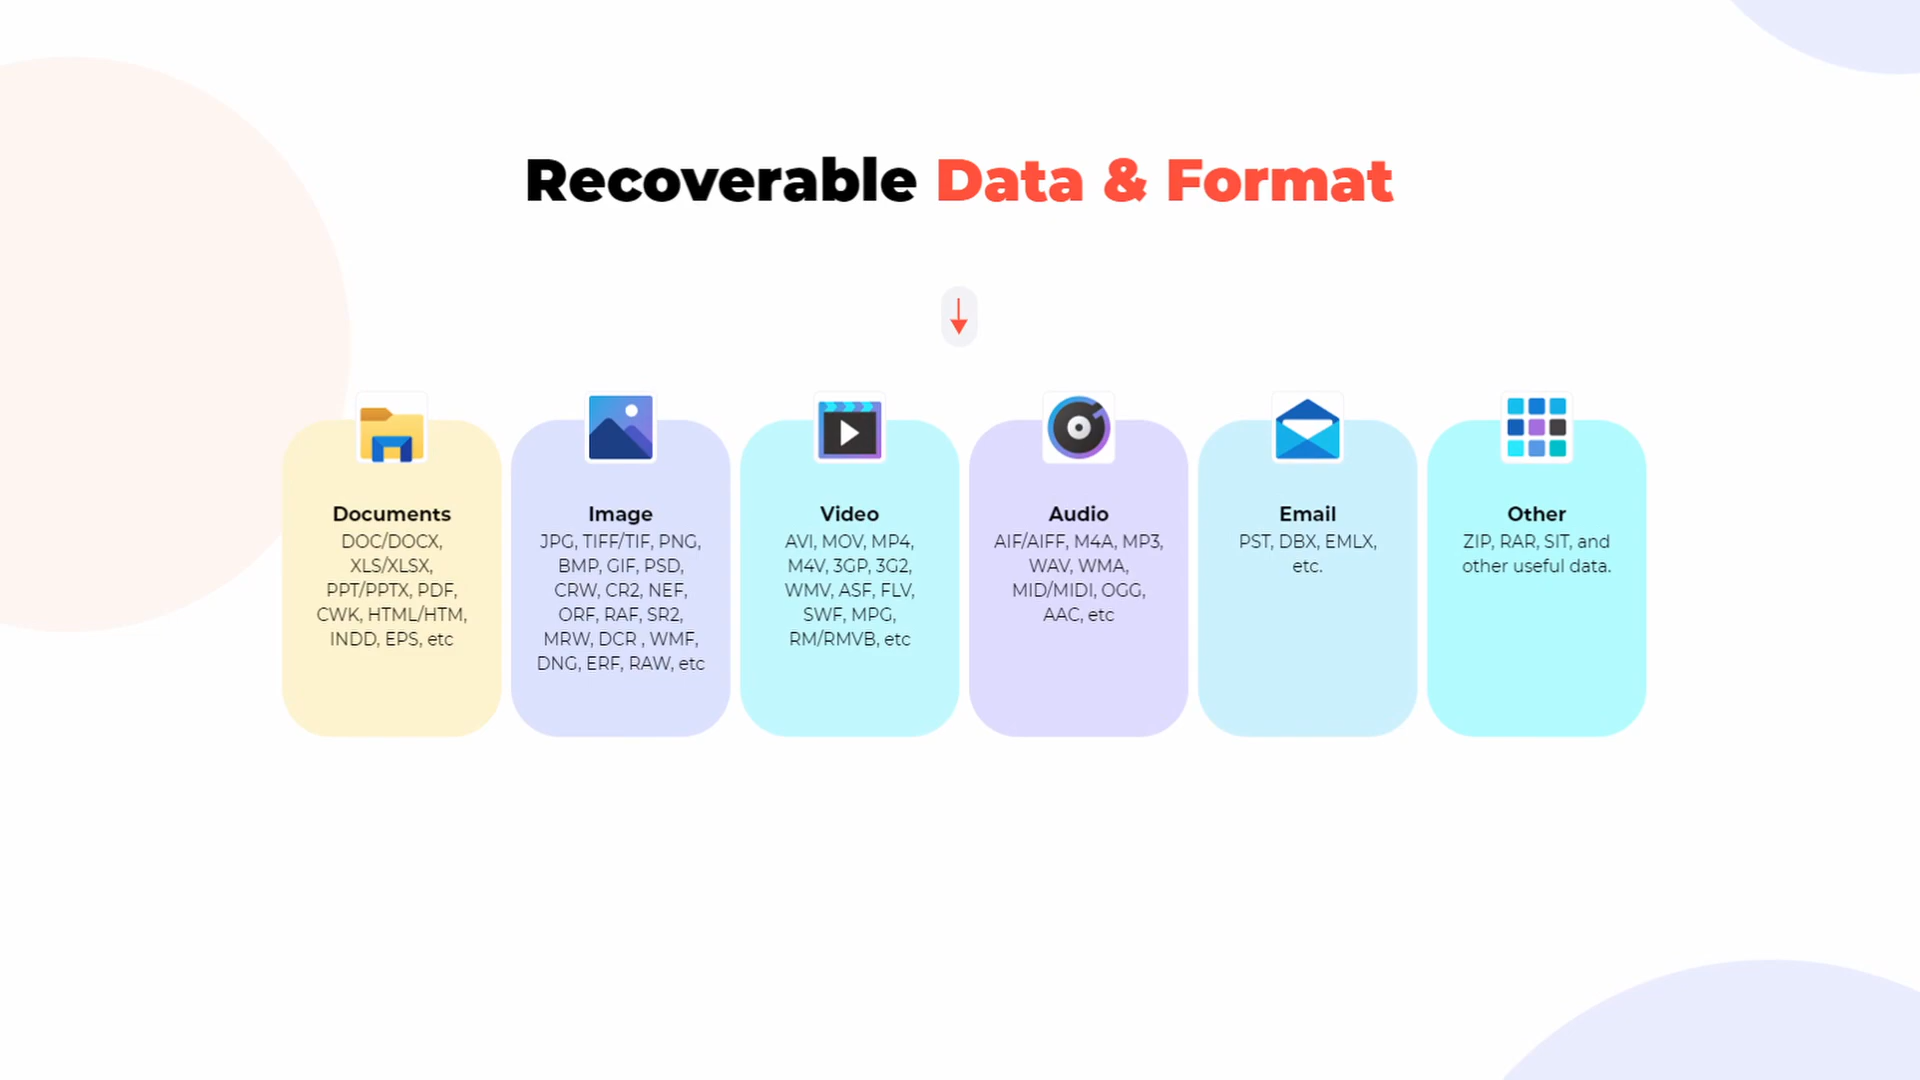 Recoverable Data & Format
Documents
DOC/DOCX,
XLS/XLSX,
PPT/PPTX, PDF,
CWK, HTML/HTM,
INDD, EPS, etc
Image
JPG, TIFF/TIF, PNG,
BMP, GIF, PSD,
CRW, CR2, NEF,
ORF, RAF, SR2,
MRW, DCR , WMF,
DNG, ERF, RAW, etc
Video
AVI, MOV, MP4,
M4V, 3GP, 3G2,
WMV, ASF, FLV,
SWF, MPG,
RM/RMVB, etc
Audio
AIF/AIFF, M4A, MP3,
WAV, WMA,
MID/MIDI, OGG,
AAC, etc
Email
PST, DBX, EMLX,
etc.
Other
ZIP, RAR, SIT, and
other useful data.